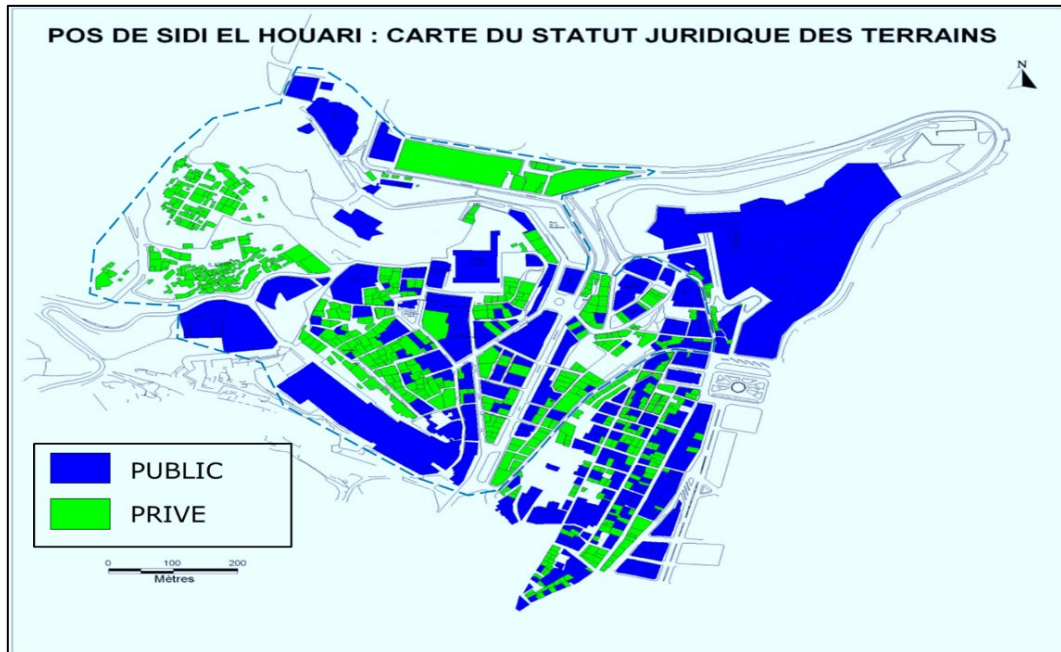 POS DE SIDI EL HOUARI : CARTE DU STATUT JURIDIQUE DES TERRAINS
N
PUBLIC
PRIVE
0 100 200
Mètres